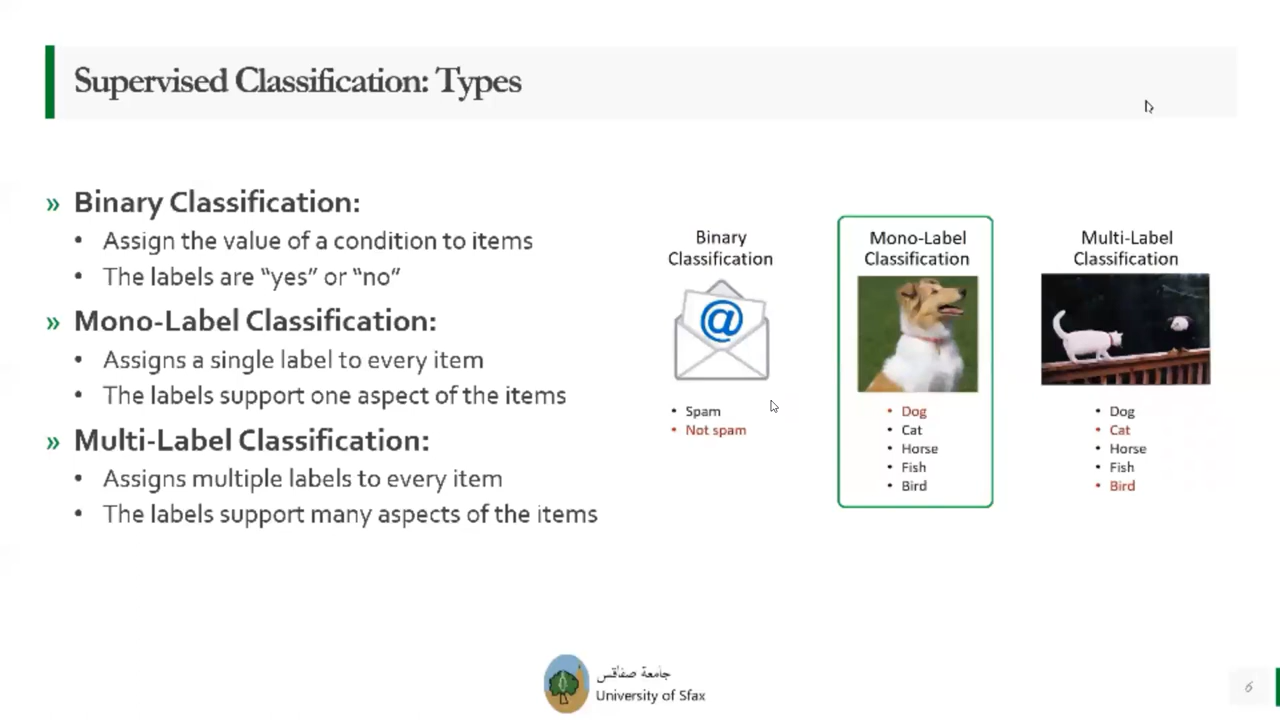 Supervised Classification: Types
» Binary Classification:
• Assign the value of a condition to items
• The labels are “yes” or “no”
» Mono-Label Classification:
• Assigns a single label to every item
• The labels support one aspect of the items
» Multi-Label Classification:
• Assigns multiple labels to every item
• The labels support many aspects of the items
Binary
Classification
@
• Spam
• Not spam
Mono-Label
Classification
• Dog
• Cat
• Horse
• Fish
• Bird
Multi-Label
Classification
• Dog
• Cat
• Horse
• Fish
• Bird
جامعة صفاقس
University of Sfax
6